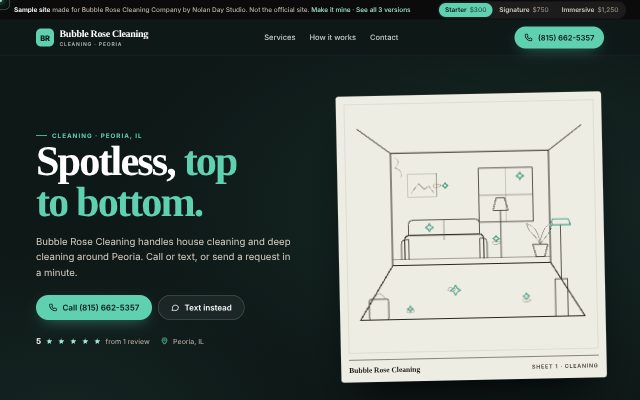 Sample site made for Bubble Rose Cleaning Company by Nolan Day Studio. Not the official site. Make it mine · See all 3 versions
Starter $300 Signature $750 Immersive $1,250
BR
Bubble Rose Cleaning
CLEANING · PEORIA
Services How it works Contact
(815) 662-5357
CLEANING · PEORIA, IL
Spotless, top
to bottom.
Bubble Rose Cleaning handles house cleaning and deep
cleaning around Peoria. Call or text, or send a request in
a minute.
Call (815) 662-5357
Text instead
5 ★ ★ ★ ★ ★ from 1 review Peoria, IL
Bubble Rose Cleaning
SHEET 1 · CLEANING